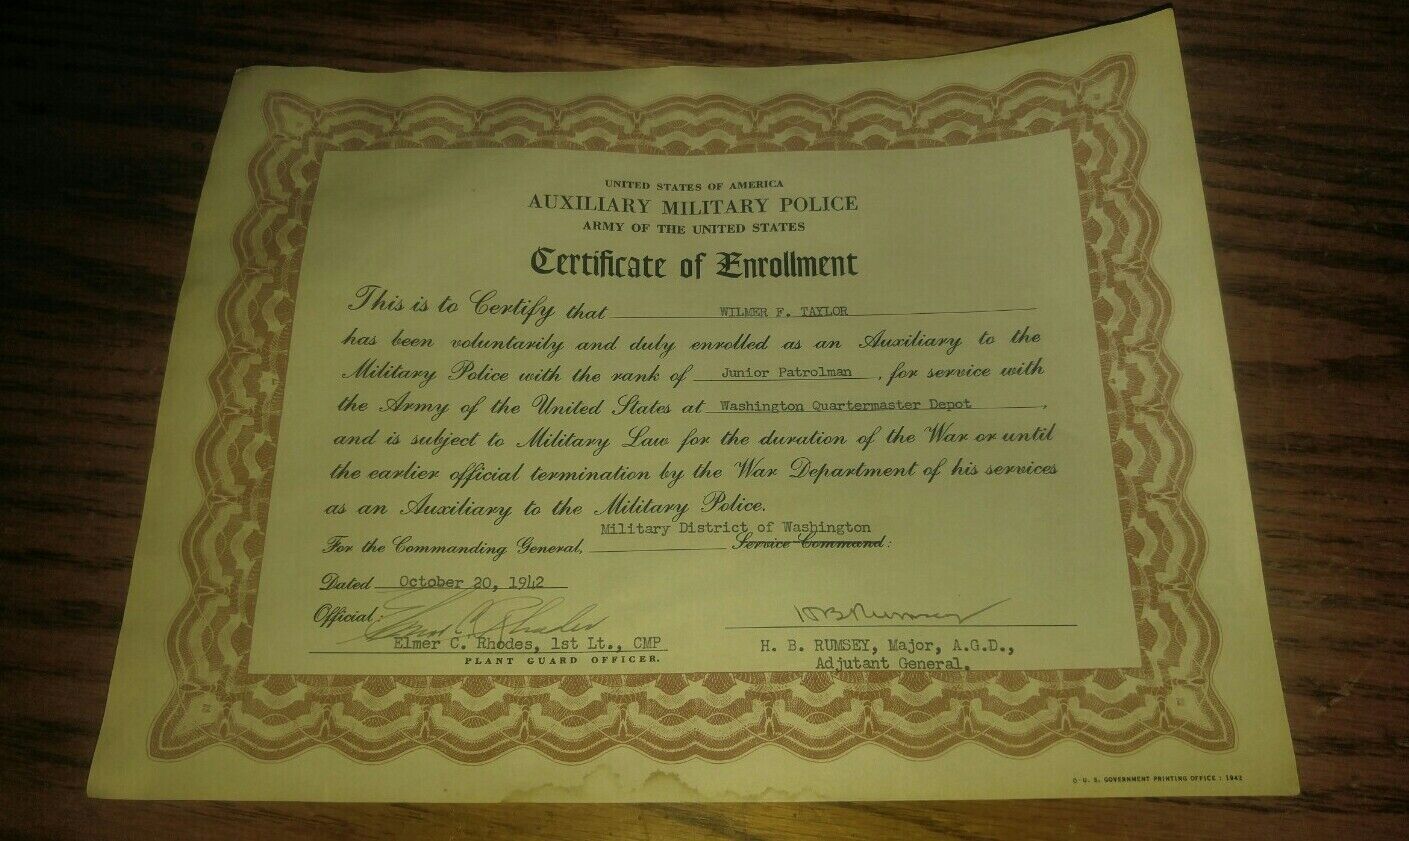 UNITED STATES OF AMERICA
AUXILIARY MILITARY POLICE
ARMY OF THE UNITED STATES
Certificate of Enrollment
This is to Certify that WILMER F. TAYLOR
has been voluntarily and duly enrolled as an Auxiliary to the
Military Police with the rank of Junior Patrolman, for service with
the Army of the United States at Washington Quartermaster Depot,
and is subject to Military Law for the duration of the War or until
the earlier official termination by the War Department of his services
as an Auxiliary to the Military Police.
Military District of Washington
For the Commanding General, Service Command:
Dated October 20, 1942
Official: Elmer C. Rhodes
H B Rumsey
Elmer C. Rhodes, 1st Lt., CMP
PLANT GUARD OFFICER.
H. B. RUMSEY, Major, A.G.D.,
Adjutant General.
U. S. GOVERNMENT PRINTING OFFICE : 1942